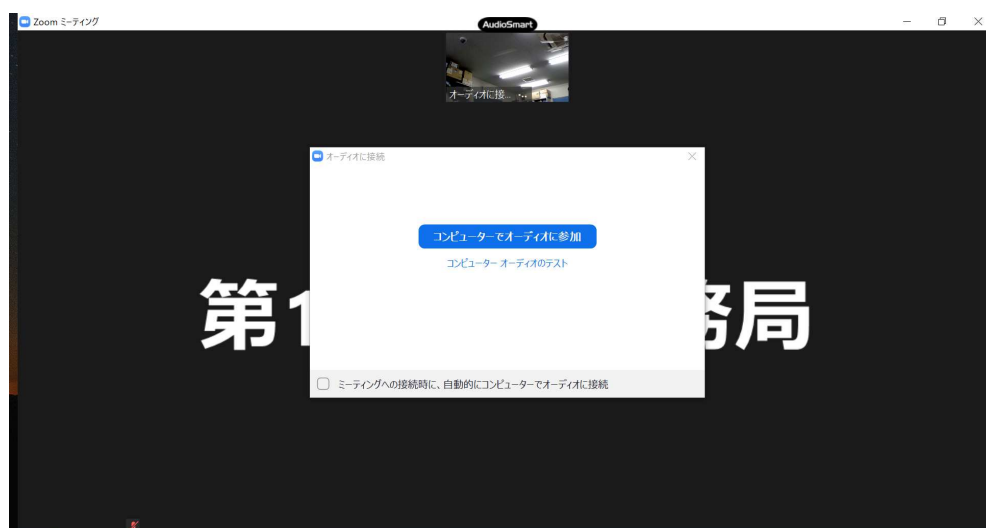 Zoom ミーティング
AudioSmart
オーディオに接...
オーディオに接続
コンピューターでオーディオに参加
コンピューター オーディオのテスト
第1
務局
ミーティングへの接続時に、自動的にコンピューターでオーディオに接続